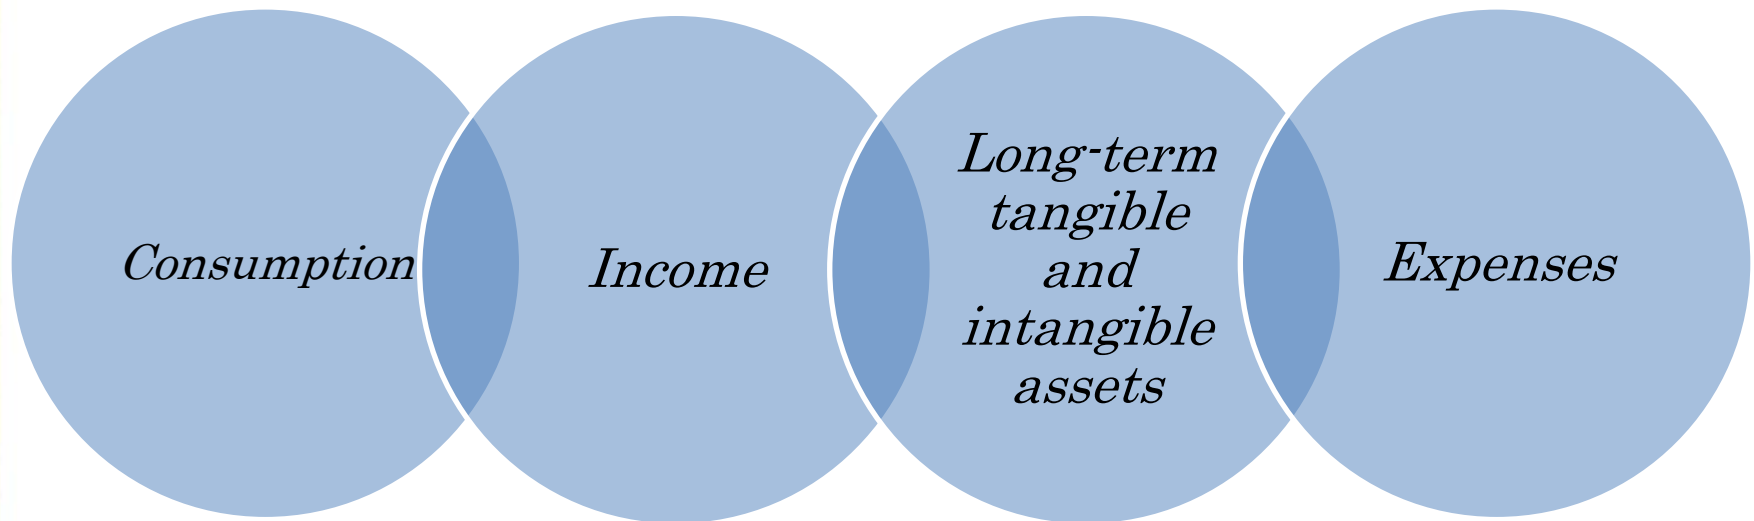 Consumption
Income
Long-term
tangible
and
intangible
assets
Expenses